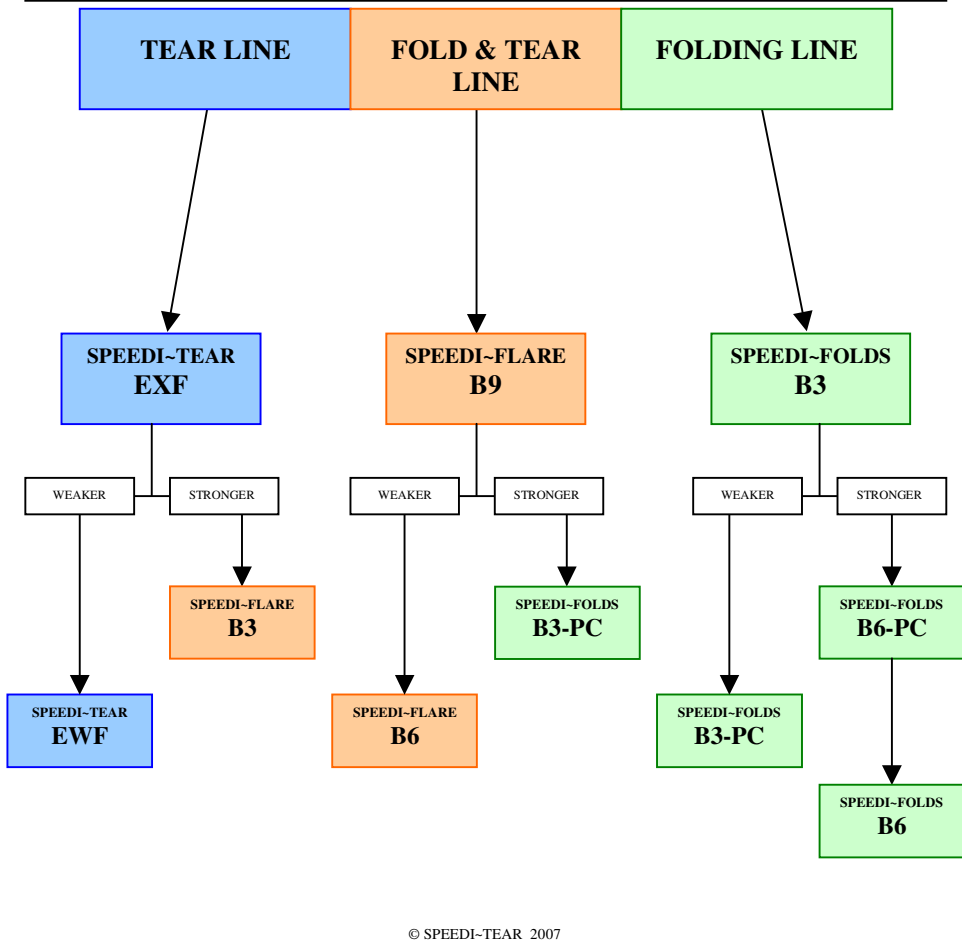 TEAR LINE
FOLD & TEAR
LINE
FOLDING LINE
SPEEDI~TEAR
EXF
SPEEDI~FLARE
B9
SPEEDI~FOLDS
B3
WEAKER
STRONGER
WEAKER
STRONGER
WEAKER
STRONGER
SPEEDI~FLARE
B3
SPEEDI~FOLDS
B3-PC
SPEEDI~FOLDS
B6-PC
SPEEDI~TEAR
EWF
SPEEDI~FLARE
B6
SPEEDI~FOLDS
B3-PC
SPEEDI~FOLDS
B6
© SPEEDI~TEAR 2007